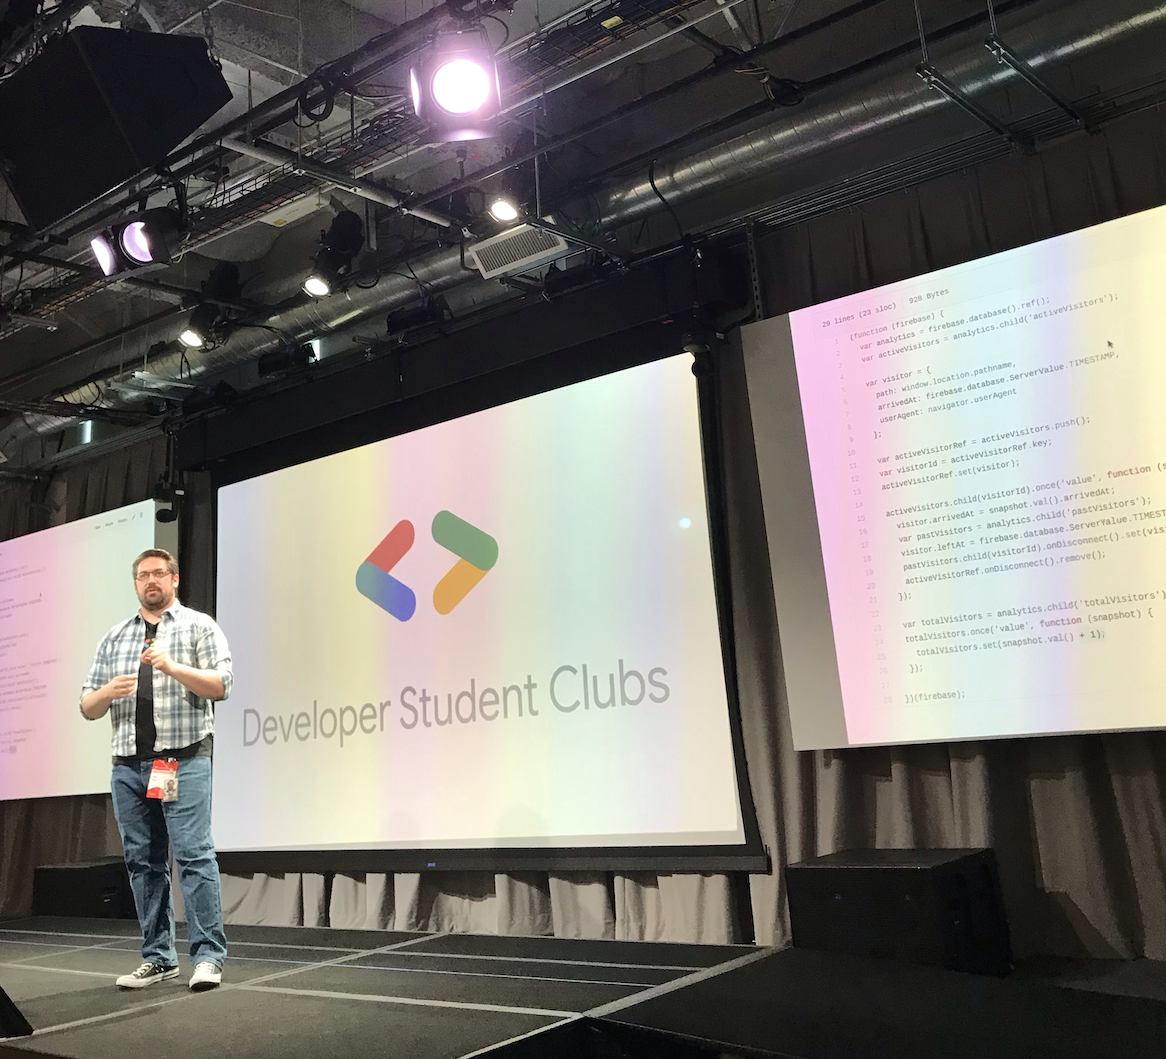 Developer Student Clubs
29 lines (23 sloc) 928 Bytes
1 (function (firebase) {
2 var analytics = firebase.database().ref();
3 var activeVisitors = analytics.child('activeVisitors');
4
5 var visitor = {
6 path: window.location.pathname,
7 arrivedAt: firebase.database.ServerValue.TIMESTAMP,
8 userAgent: navigator.userAgent
9 };
10
11 var activeVisitorRef = activeVisitors.push();
12 var visitorId = activeVisitorRef.key;
13 activeVisitorRef.set(visitor);
14
15 activeVisitors.child(visitorId).once('value', function (s
16 visitor.arrivedAt = snapshot.val().arrivedAt;
17 var pastVisitors = analytics.child('pastVisitors');
18 visitor.leftAt = firebase.database.ServerValue.TIMEST
19 pastVisitors.child(visitorId).onDisconnect().set(vis
20 activeVisitorRef.onDisconnect().remove();
21 });
22
23 var totalVisitors = analytics.child('totalVisitors')
24 totalVisitors.once('value', function (snapshot) {
25 totalVisitors.set(snapshot.val() + 1);
26 });
27
28 })(firebase);